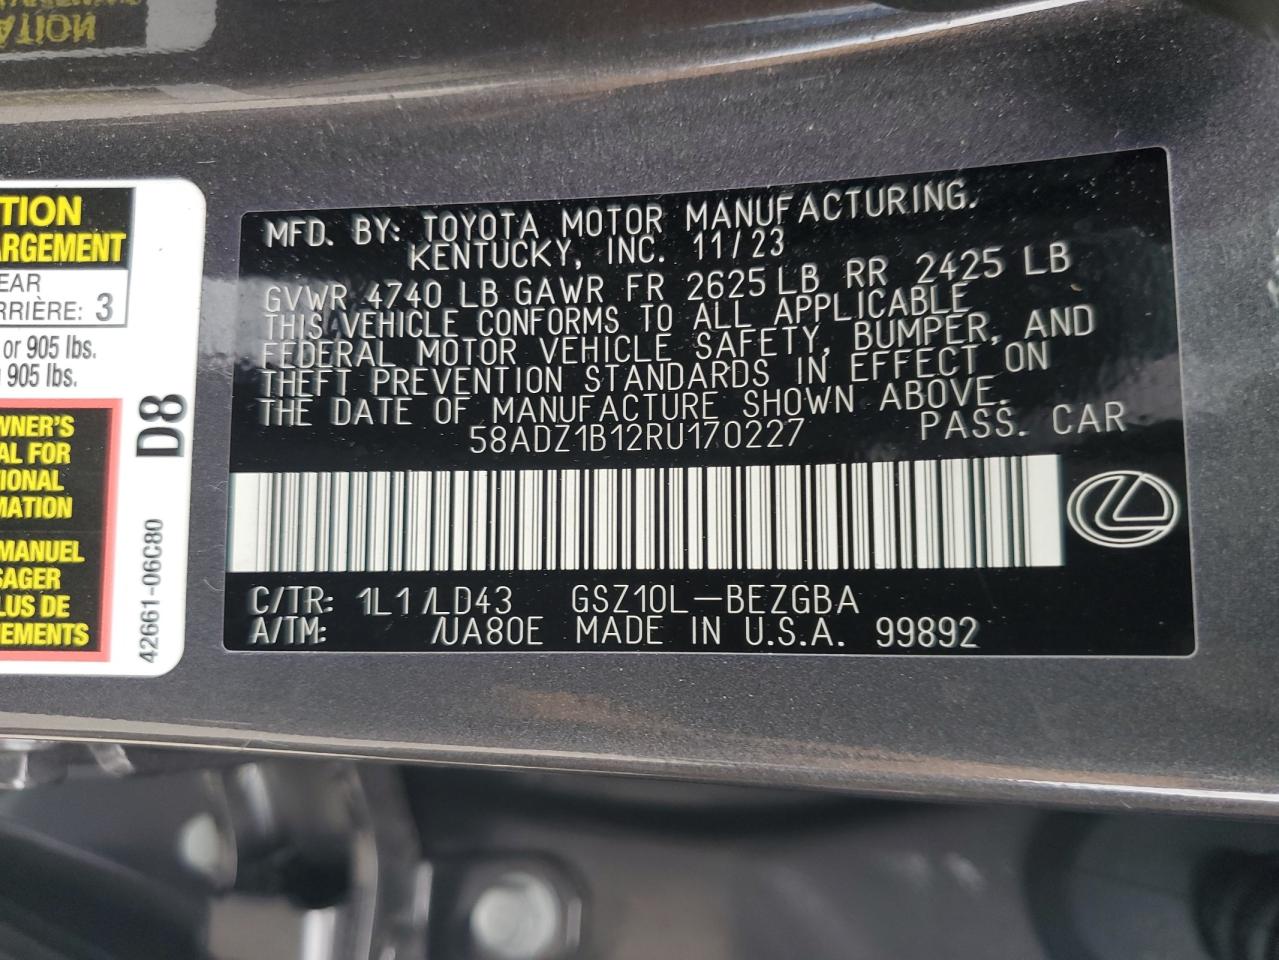 TION
ARGEMENT
EAR
RRIÈRE: 3
or 905 lbs.
905 lbs.
WNER'S
AL FOR
TIONAL
MATION
MANUEL
SAGER
LUS DE
EMENTS
D8
42661-06C80
MFD. BY: TOYOTA MOTOR MANUFACTURING.
KENTUCKY, INC. 11/23
GVWR 4740 LB GAWR FR 2625 LB RR 2425 LB
THIS VEHICLE CONFORMS TO ALL APPLICABLE
FEDERAL MOTOR VEHICLE SAFETY, BUMPER, AND
THEFT PREVENTION STANDARDS IN EFFECT ON
THE DATE OF MANUFACTURE SHOWN ABOVE.
58ADZ1B12RU170227 PASS. CAR
C/TR: 1L1/LD43 GSZ10L-BEZGBA
A/TM: /UA80E MADE IN U.S.A. 99892